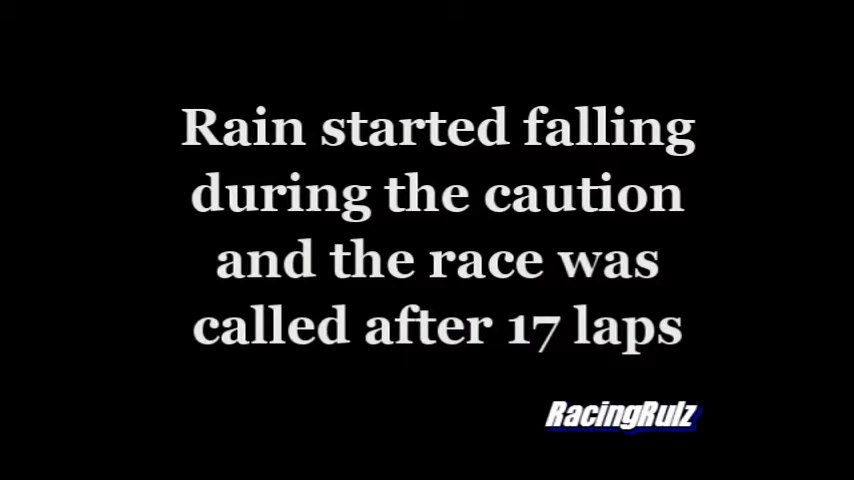 Rain started falling
during the caution
and the race was
called after 17 laps
RacingRulz